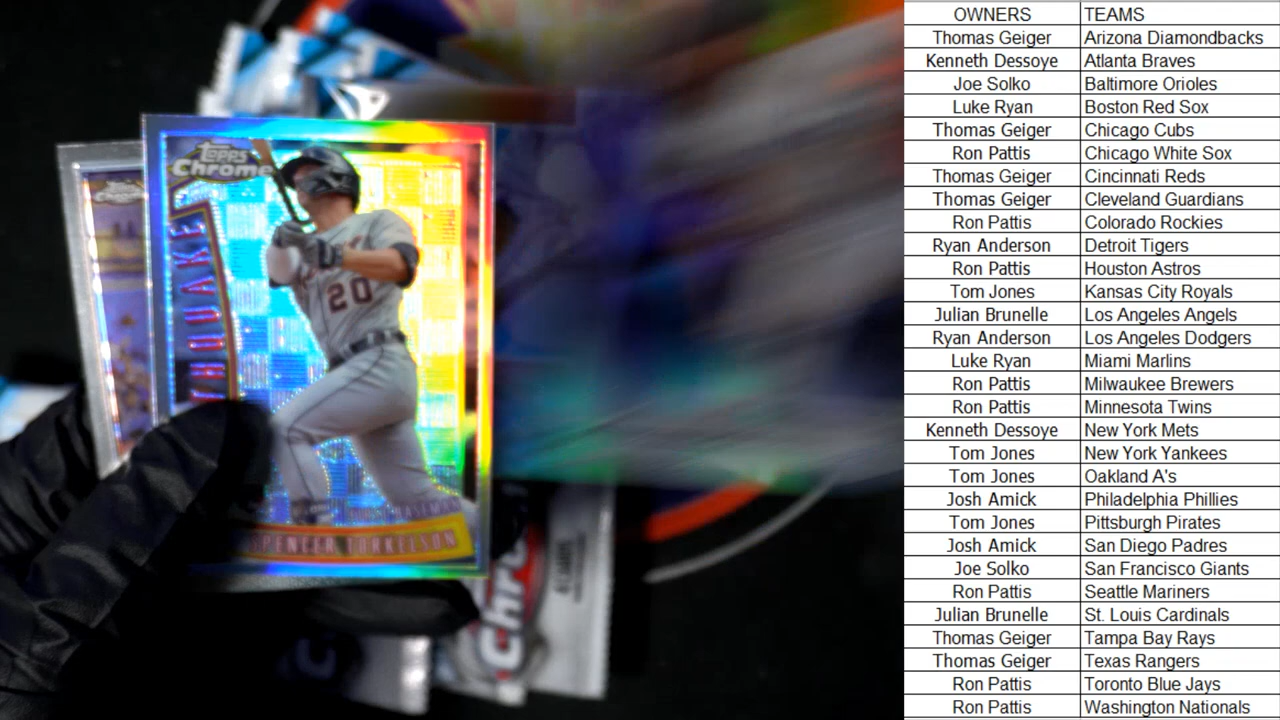 Topps
Chrome
20
SPENCER TORKELSON
Chro
OWNERS TEAMS
Thomas Geiger Arizona Diamondbacks
Kenneth Dessoye Atlanta Braves
Joe Solko Baltimore Orioles
Luke Ryan Boston Red Sox
Thomas Geiger Chicago Cubs
Ron Pattis Chicago White Sox
Thomas Geiger Cincinnati Reds
Thomas Geiger Cleveland Guardians
Ron Pattis Colorado Rockies
Ryan Anderson Detroit Tigers
Ron Pattis Houston Astros
Tom Jones Kansas City Royals
Julian Brunelle Los Angeles Angels
Ryan Anderson Los Angeles Dodgers
Luke Ryan Miami Marlins
Ron Pattis Milwaukee Brewers
Ron Pattis Minnesota Twins
Kenneth Dessoye New York Mets
Tom Jones New York Yankees
Tom Jones Oakland A's
Josh Amick Philadelphia Phillies
Tom Jones Pittsburgh Pirates
Josh Amick San Diego Padres
Joe Solko San Francisco Giants
Ron Pattis Seattle Mariners
Julian Brunelle St. Louis Cardinals
Thomas Geiger Tampa Bay Rays
Thomas Geiger Texas Rangers
Ron Pattis Toronto Blue Jays
Ron Pattis Washington Nationals